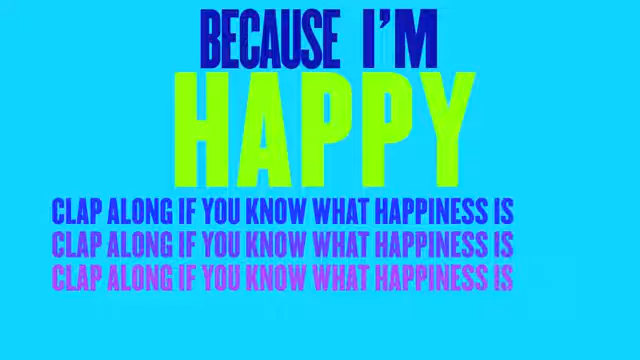 BECAUSE I'M
HAPPY
CLAP ALONG IF YOU KNOW WHAT HAPPINESS IS
CLAP ALONG IF YOU KNOW WHAT HAPPINESS IS
CLAP ALONG IF YOU KNOW WHAT HAPPINESS IS